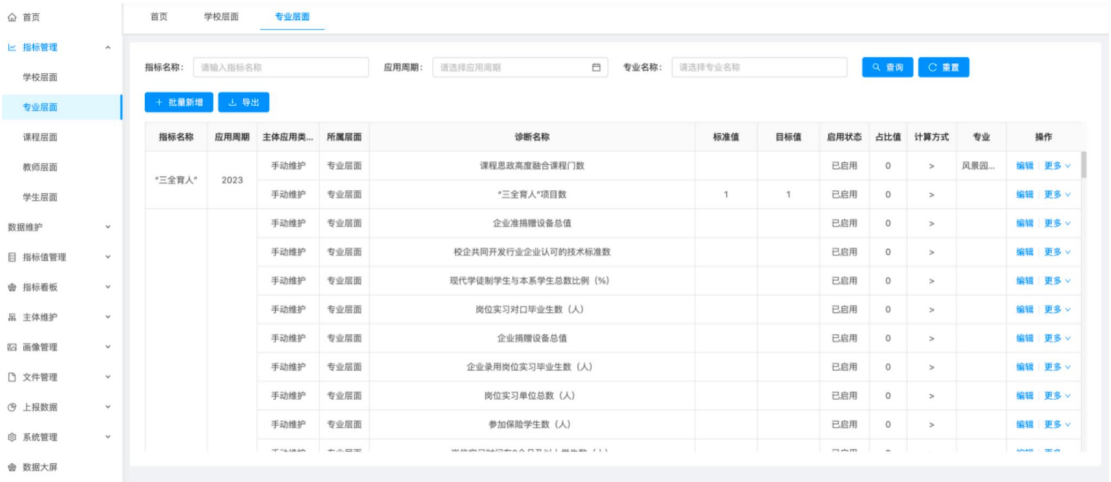 首页
指标管理
学校层面
专业层面
课程层面
教师层面
学生层面
数据维护
指标值管理
指标看板
主体维护
画像管理
文件管理
上报数据
系统管理
数据大屏
首页 学校层面 专业层面
指标名称： 请输入指标名称 应用周期： 请选择应用周期 专业名称： 请选择专业名称 查询 重置
+ 批量新增 导出
指标名称 应用周期 主体应用类... 所属层面 诊断名称 标准值 目标值 启用状态 占比值 计算方式 专业 操作
“三全育人” 2023
手动维护 专业层面 课程思政高度融合课程门数 已启用 0 > 风景园... 编辑 更多
手动维护 专业层面 “三全育人”项目数 1 1 已启用 0 > 编辑 更多
手动维护 专业层面 企业准捐赠设备总值 已启用 0 > 编辑 更多
手动维护 专业层面 校企共同开发行业企业认可的技术标准数 已启用 0 > 编辑 更多
手动维护 专业层面 现代学徒制学生与本系学生总数比例（%） 已启用 0 > 编辑 更多
手动维护 专业层面 岗位实习对口毕业生数（人） 已启用 0 > 编辑 更多
手动维护 专业层面 企业捐赠设备总值 已启用 0 > 编辑 更多
手动维护 专业层面 企业录用岗位实习毕业生数（人） 已启用 0 > 编辑 更多
手动维护 专业层面 岗位实习单位总数（人） 已启用 0 > 编辑 更多
手动维护 专业层面 参加保险学生数（人） 已启用 0 > 编辑 更多